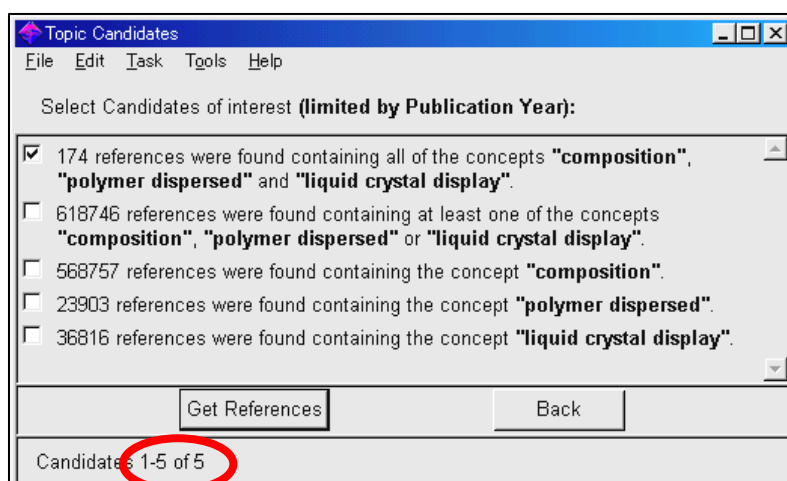 Topic Candidates
File Edit Task Tools Help
Select Candidates of interest (limited by Publication Year):
174 references were found containing all of the concepts "composition",
"polymer dispersed" and "liquid crystal display".
618746 references were found containing at least one of the concepts
"composition", "polymer dispersed" or "liquid crystal display".
568757 references were found containing the concept "composition".
23903 references were found containing the concept "polymer dispersed".
36816 references were found containing the concept "liquid crystal display".
Get References Back
Candidates 1-5 of 5